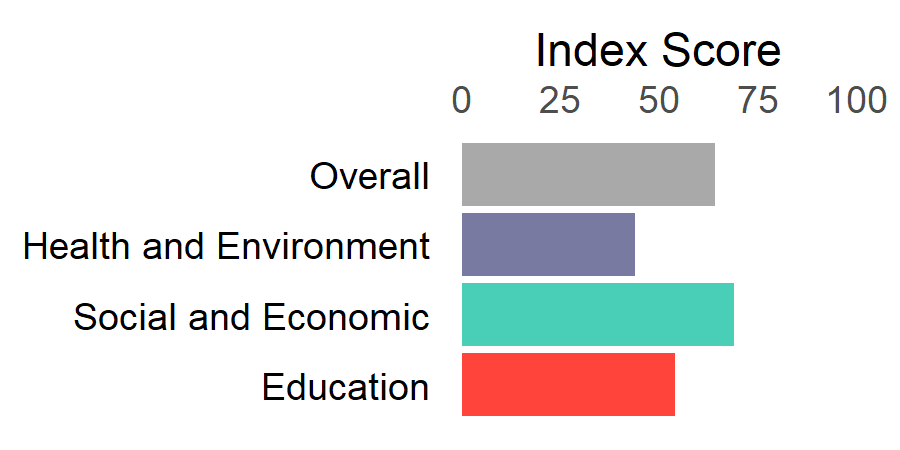 Index Score
0 25 50 75 100
Overall
Health and Environment
Social and Economic
Education